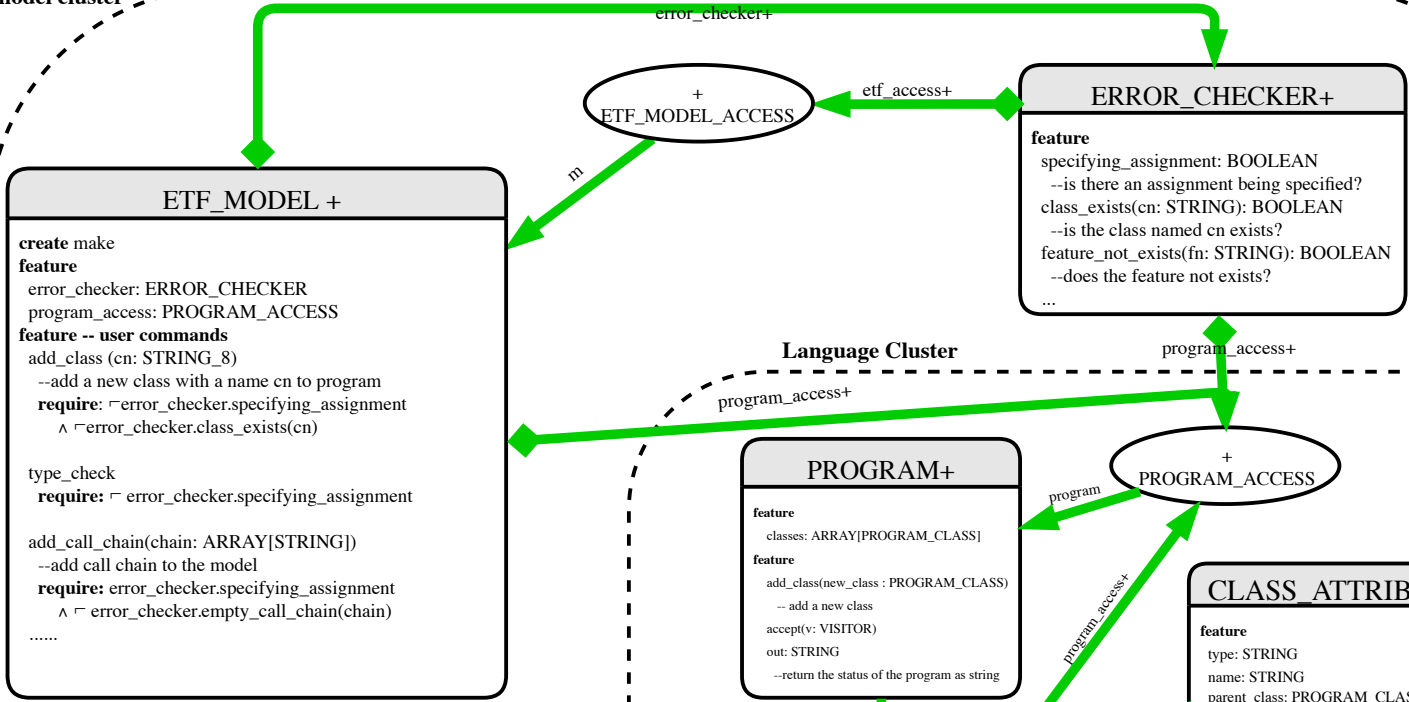 model cluster
error_checker+
+
ETF_MODEL_ACCESS
etf_access+
m
ERROR_CHECKER+
feature
specifying_assignment: BOOLEAN
--is there an assignment being specified?
class_exists(cn: STRING): BOOLEAN
--is the class named cn exists?
feature_not_exists(fn: STRING): BOOLEAN
--does the feature not exists?
...
ETF_MODEL +
create make
feature
error_checker: ERROR_CHECKER
program_access: PROGRAM_ACCESS
feature -- user commands
add_class (cn: STRING_8)
--add a new class with a name cn to program
require: ⌐error_checker.specifying_assignment
∧ ⌐error_checker.class_exists(cn)
type_check
require: ⌐ error_checker.specifying_assignment
add_call_chain(chain: ARRAY[STRING])
--add call chain to the model
require: error_checker.specifying_assignment
∧ ⌐ error_checker.empty_call_chain(chain)
......
Language Cluster
program_access+
program_access+
PROGRAM+
feature
classes: ARRAY[PROGRAM_CLASS]
feature
add_class(new_class : PROGRAM_CLASS)
-- add a new class
accept(v: VISITOR)
out: STRING
--return the status of the program as string
program
+
PROGRAM_ACCESS
program_access+
CLASS_ATTRIB
feature
type: STRING
name: STRING
parent_class: PROGRAM_CLAS